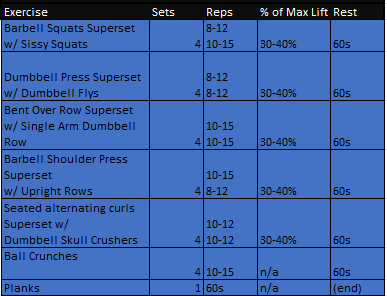 Exercise Sets Reps % of Max Lift Rest
Barbell Squats Superset 8-12
w/ Sissy Squats 4 10-15 30-40% 60s
Dumbbell Press Superset 8-12
w/ Dumbbell Flys 4 8-12 30-40% 60s
Bent Over Row Superset
w/ Single Arm Dumbbell 10-15
Row 4 10-15 30-40% 60s
Barbell Shoulder Press
Superset 10-15
w/ Upright Rows 4 8-12 30-40% 60s
Seated alternating curls
Superset w/ 10-12
Dumbbell Skull Crushers 4 10-12 30-40% 60s
Ball Crunches
4 10-15 n/a 60s
Planks 1 60s n/a (end)